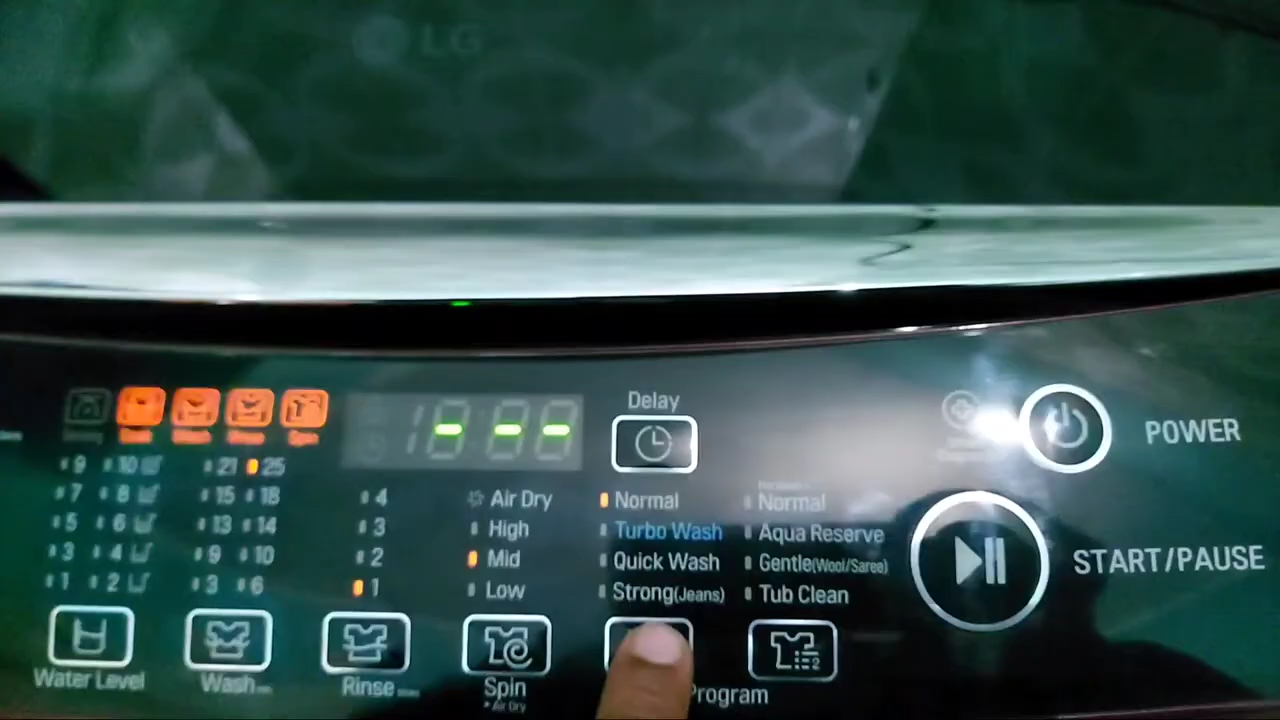 LG
Delay
POWER
9 10 21 25
7 8 15 18 4 Air Dry Normal Normal
5 6 13 14 3 High Turbo Wash Aqua Reserve
3 4 9 10 2 Mid Quick Wash Gentle(Wool/Saree)
1 2 3 6 1 Low Strong(Jeans) Tub Clean
START/PAUSE
Water Level Wash Rinse Spin Program
Air Dry